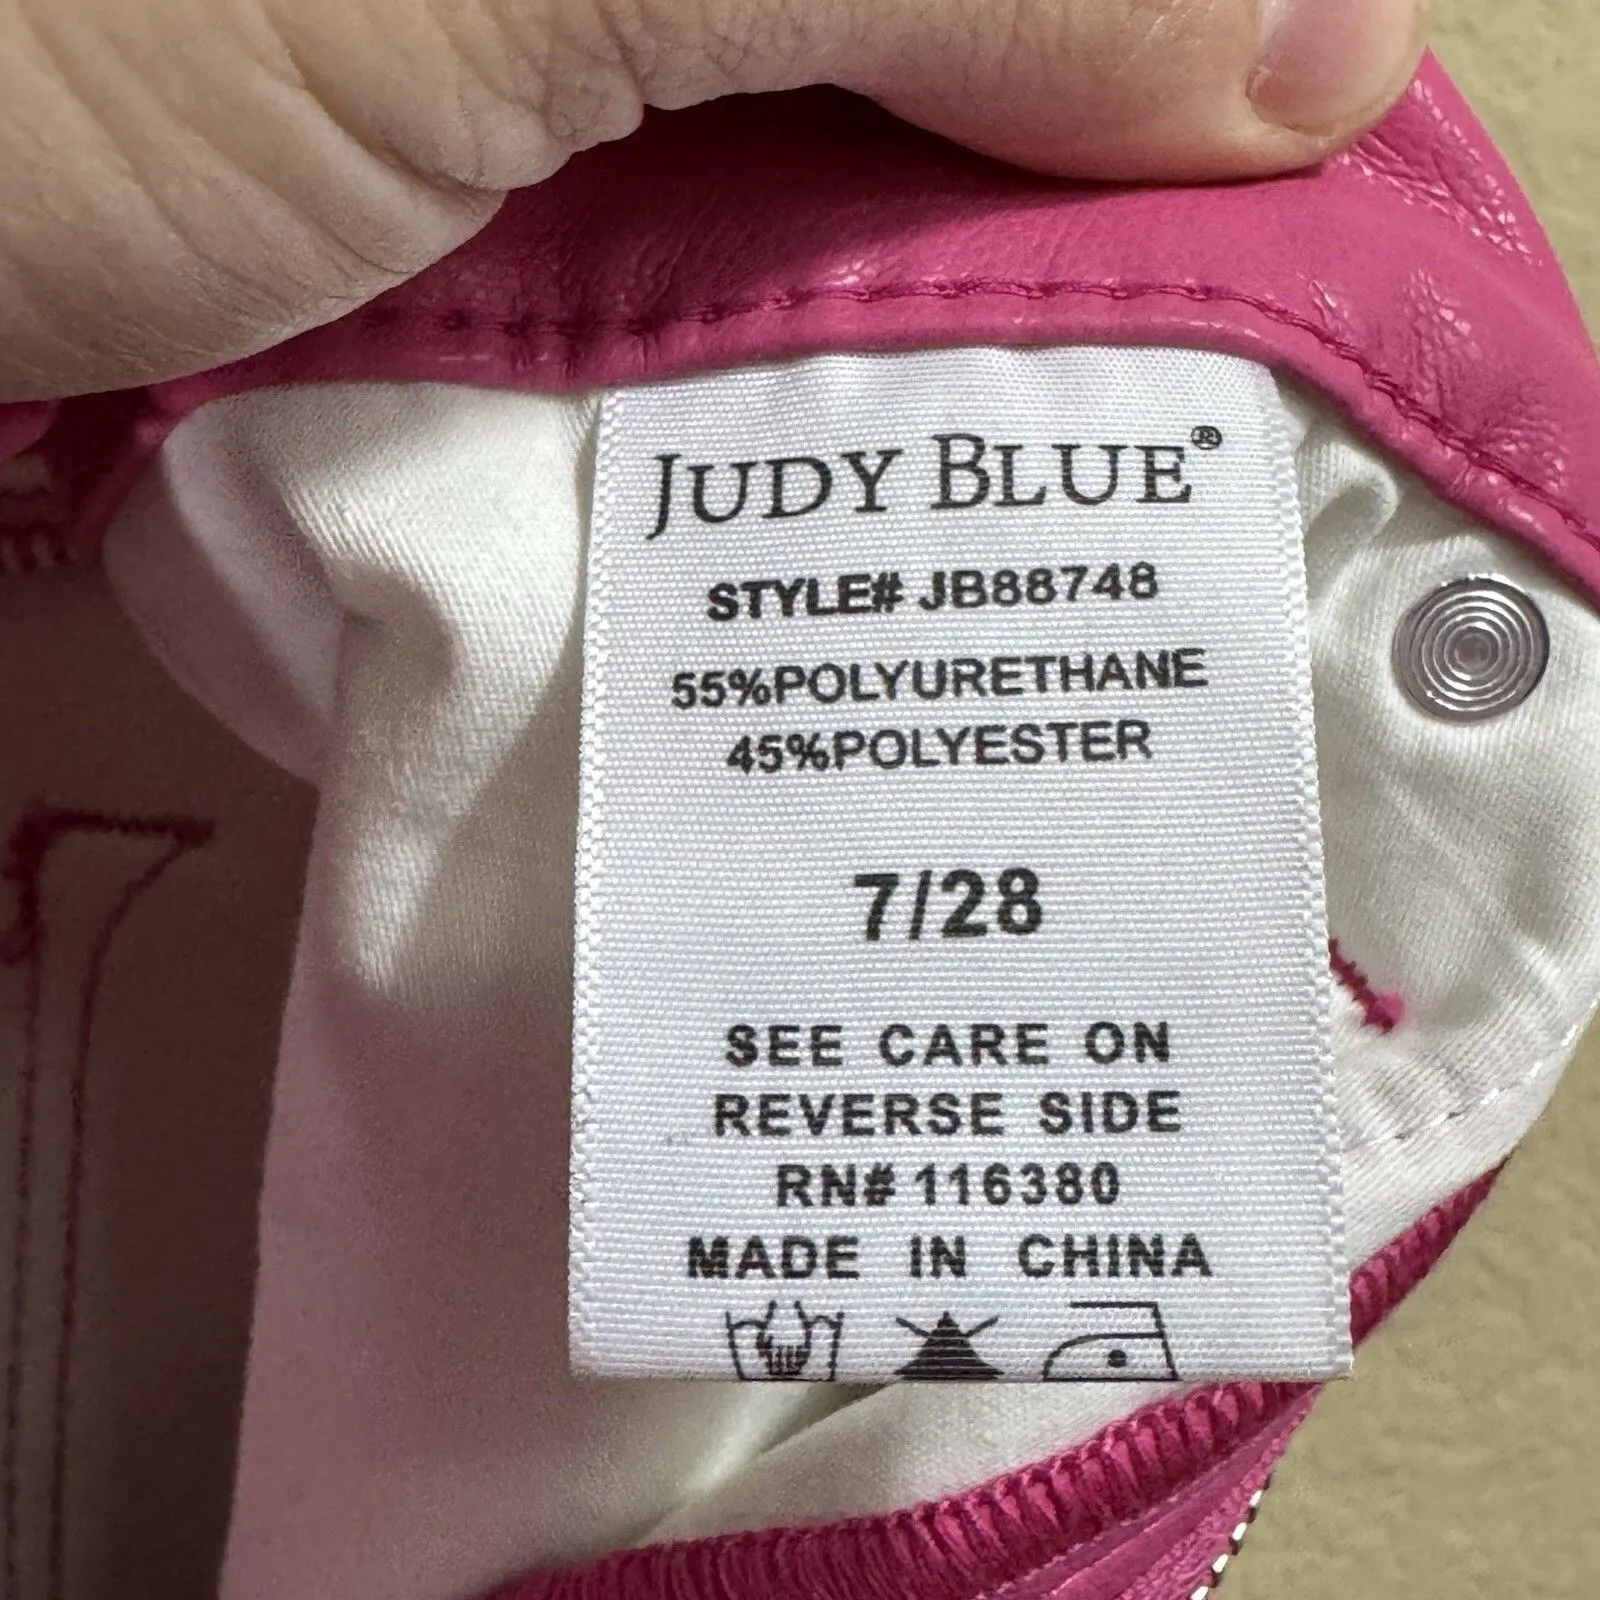 JUDY BLUE®
STYLE# JB88748
55%POLYURETHANE
45%POLYESTER
7/28
SEE CARE ON
REVERSE SIDE
RN# 116380
MADE IN CHINA